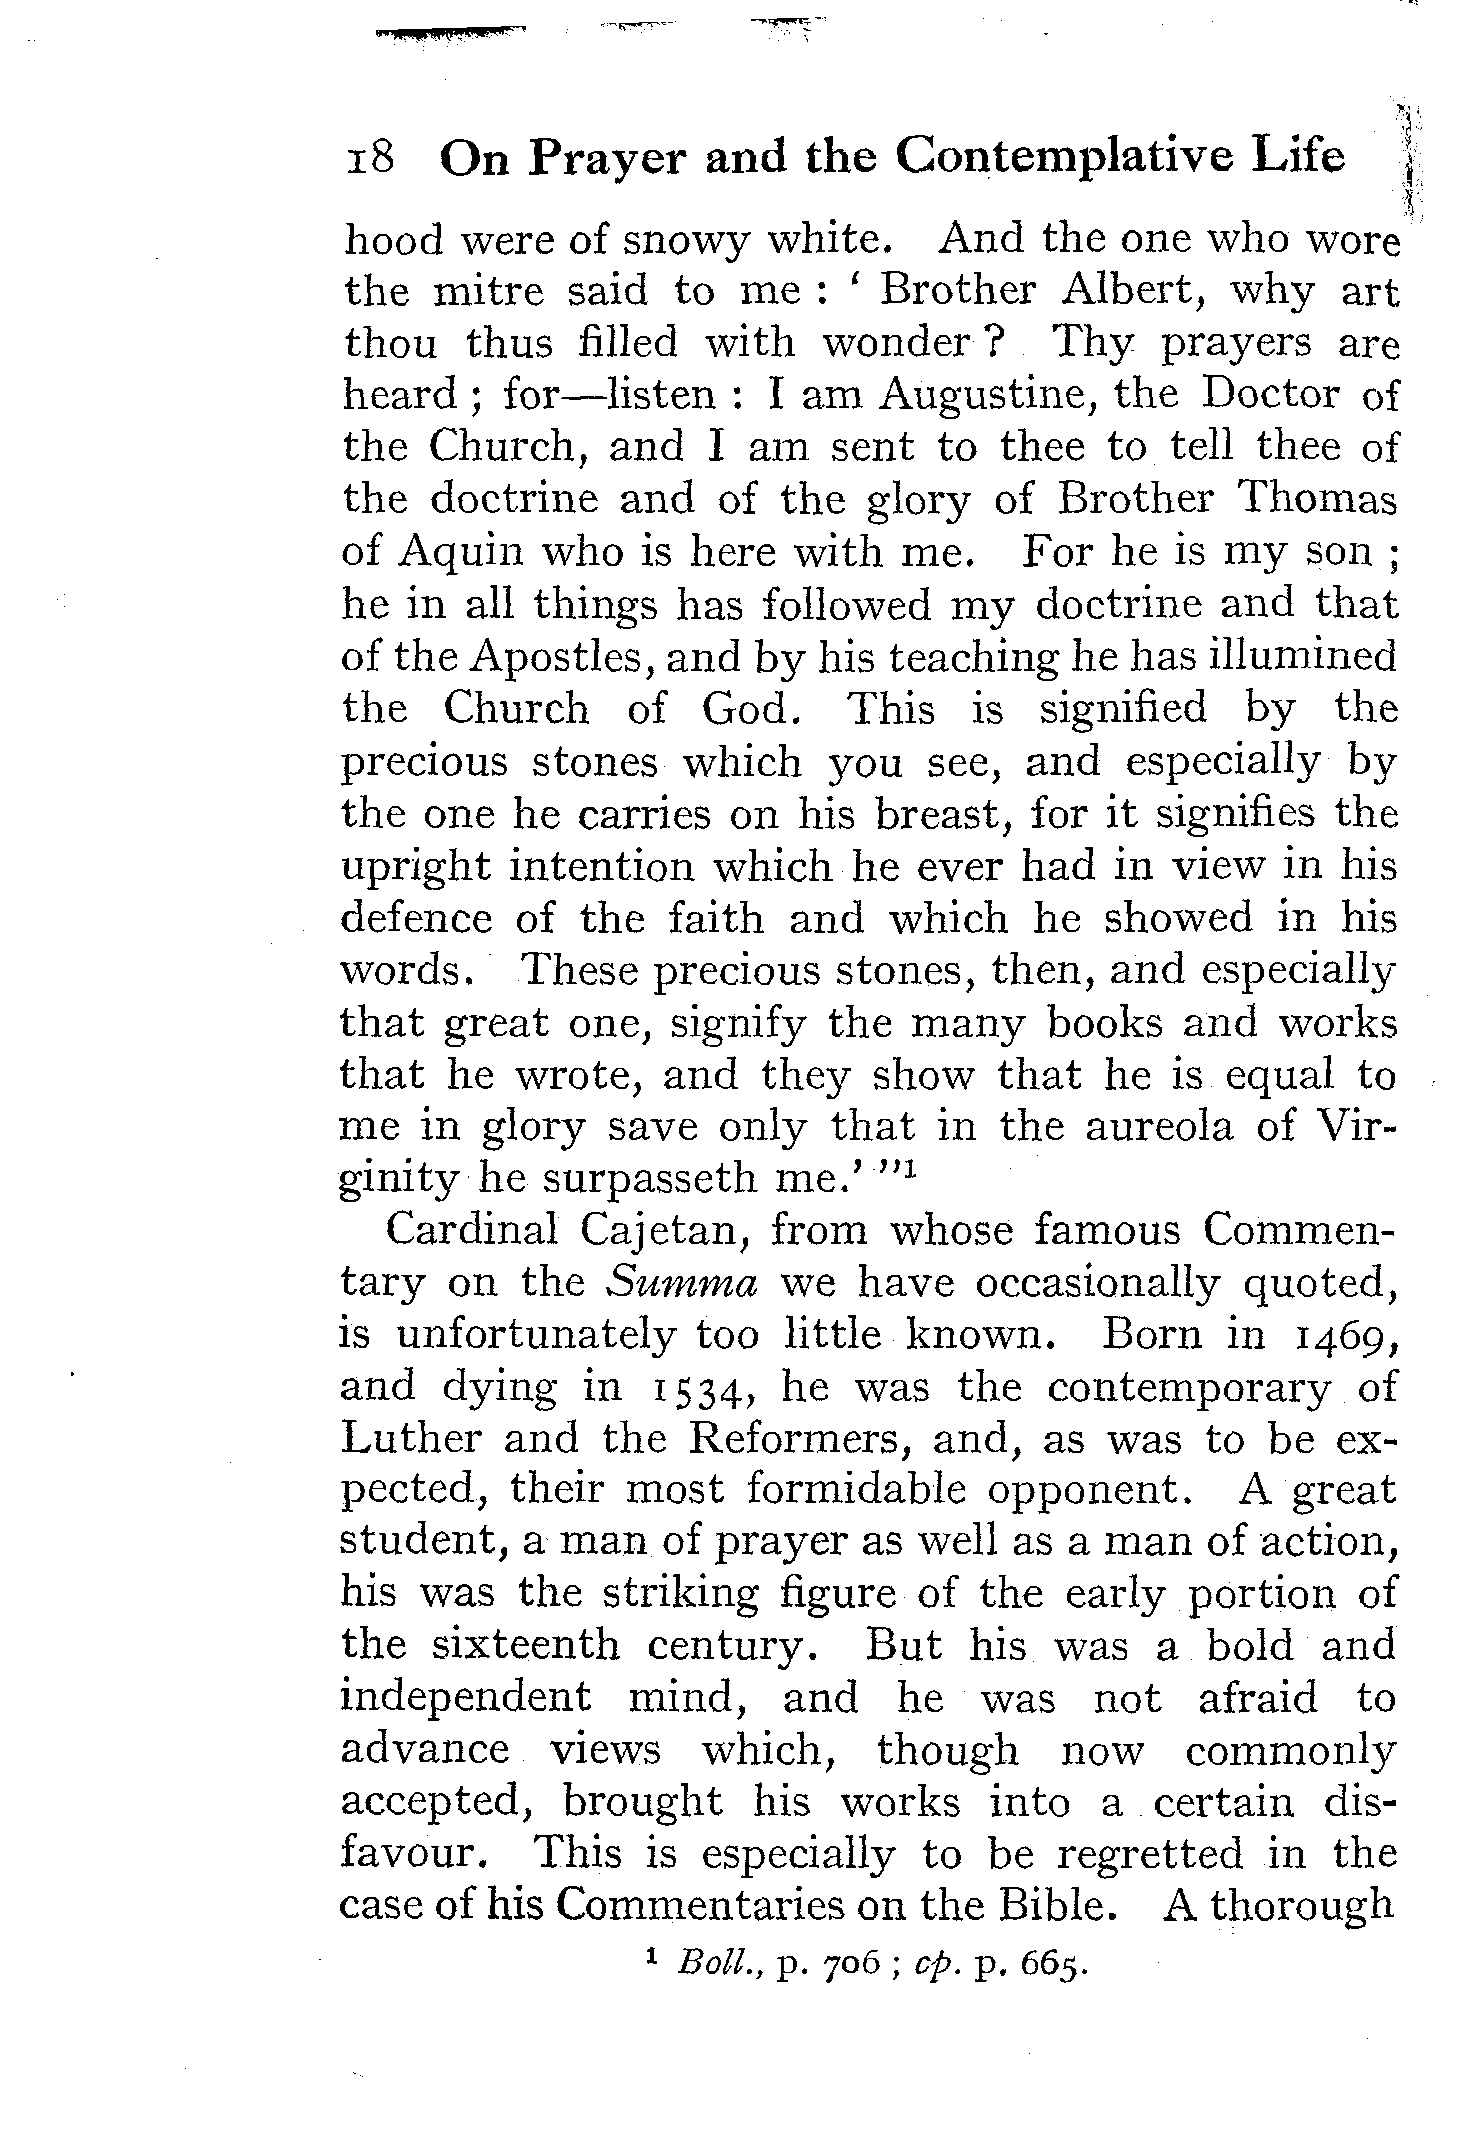 18 On Prayer and the Contemplative Life
hood were of snowy white. And the one who wore
the mitre said to me : ‘ Brother Albert, why art
thou thus filled with wonder ? Thy prayers are
heard ; for—listen : I am Augustine, the Doctor of
the Church, and I am sent to thee to tell thee of
the doctrine and of the glory of Brother Thomas
of Aquin who is here with me. For he is my son ;
he in all things has followed my doctrine and that
of the Apostles, and by his teaching he has illumined
the Church of God. This is signified by the
precious stones which you see, and especially by
the one he carries on his breast, for it signifies the
upright intention which he ever had in view in his
defence of the faith and which he showed in his
words. These precious stones, then, and especially
that great one, signify the many books and works
that he wrote, and they show that he is equal to
me in glory save only that in the aureola of Vir-
ginity he surpasseth me.’ ”¹
Cardinal Cajetan, from whose famous Commen-
tary on the Summa we have occasionally quoted,
is unfortunately too little known. Born in 1469,
and dying in 1534, he was the contemporary of
Luther and the Reformers, and, as was to be ex-
pected, their most formidable opponent. A great
student, a man of prayer as well as a man of action,
his was the striking figure of the early portion of
the sixteenth century. But his was a bold and
independent mind, and he was not afraid to
advance views which, though now commonly
accepted, brought his works into a certain dis-
favour. This is especially to be regretted in the
case of his Commentaries on the Bible. A thorough
¹ Boll., p. 706 ; cp. p. 665.